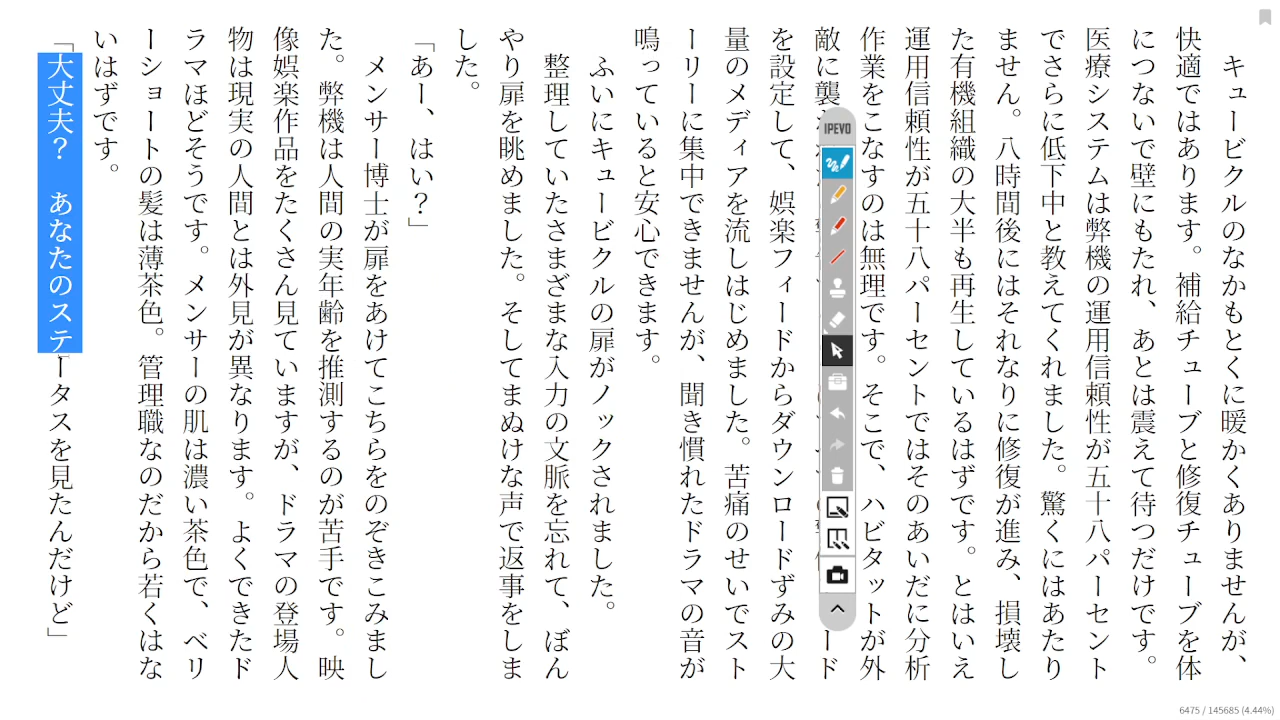 キュービクルのなかもとくに暖かくありませんが、
快適ではあります。補給チューブと修復チューブを体
につないで壁にもたれ、あとは震えて待つだけです。
医療システムは弊機の運用信頼性が五十八パーセント
でさらに低下中と教えてくれました。驚くにはあたり
ません。八時間後にはそれなりに修復が進み、損壊し
た有機組織の大半も再生しているはずです。とはいえ
運用信頼性が五十八パーセントではそのあいだに分析
作業をこなすのは無理です。そこで、ハビタットが外
敵に襲 ード
を設定して、娯楽フィードからダウンロードずみの大
量のメディアを流しはじめました。苦痛のせいでスト
ーリーに集中できませんが、聞き慣れたドラマの音が
鳴っていると安心できます。
ふいにキュービクルの扉がノックされました。
整理していたさまざまな入力の文脈を忘れて、ぼん
やり扉を眺めました。そしてまぬけな声で返事をしま
した。
「あー、はい？」
メンサー博士が扉をあけてこちらをのぞきこみまし
た。弊機は人間の実年齢を推測するのが苦手です。映
像娯楽作品をたくさん見ていますが、ドラマの登場人
物は現実の人間とは外見が異なります。よくできたド
ラマほどそうです。メンサーの肌は濃い茶色で、ベリ
ーショートの髪は薄茶色。管理職なのだから若くはな
いはずです。
「大丈夫？　あなたのステータスを見たんだけど」
IPEVO
6475 / 145685 (4.44%)